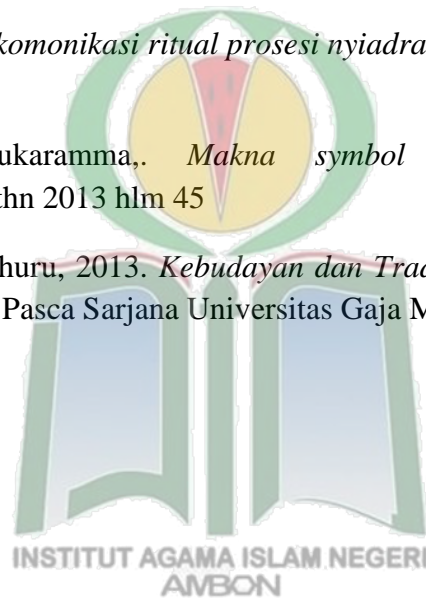 komonikasi ritual prosesi nyiadra
ukaramma,. Makna symbol
thn 2013 hlm 45
huru, 2013. Kebudayan dan Trad
Pasca Sarjana Universitas Gaja M
INSTITUT AGAMA ISLAM NEGERI
AMBON